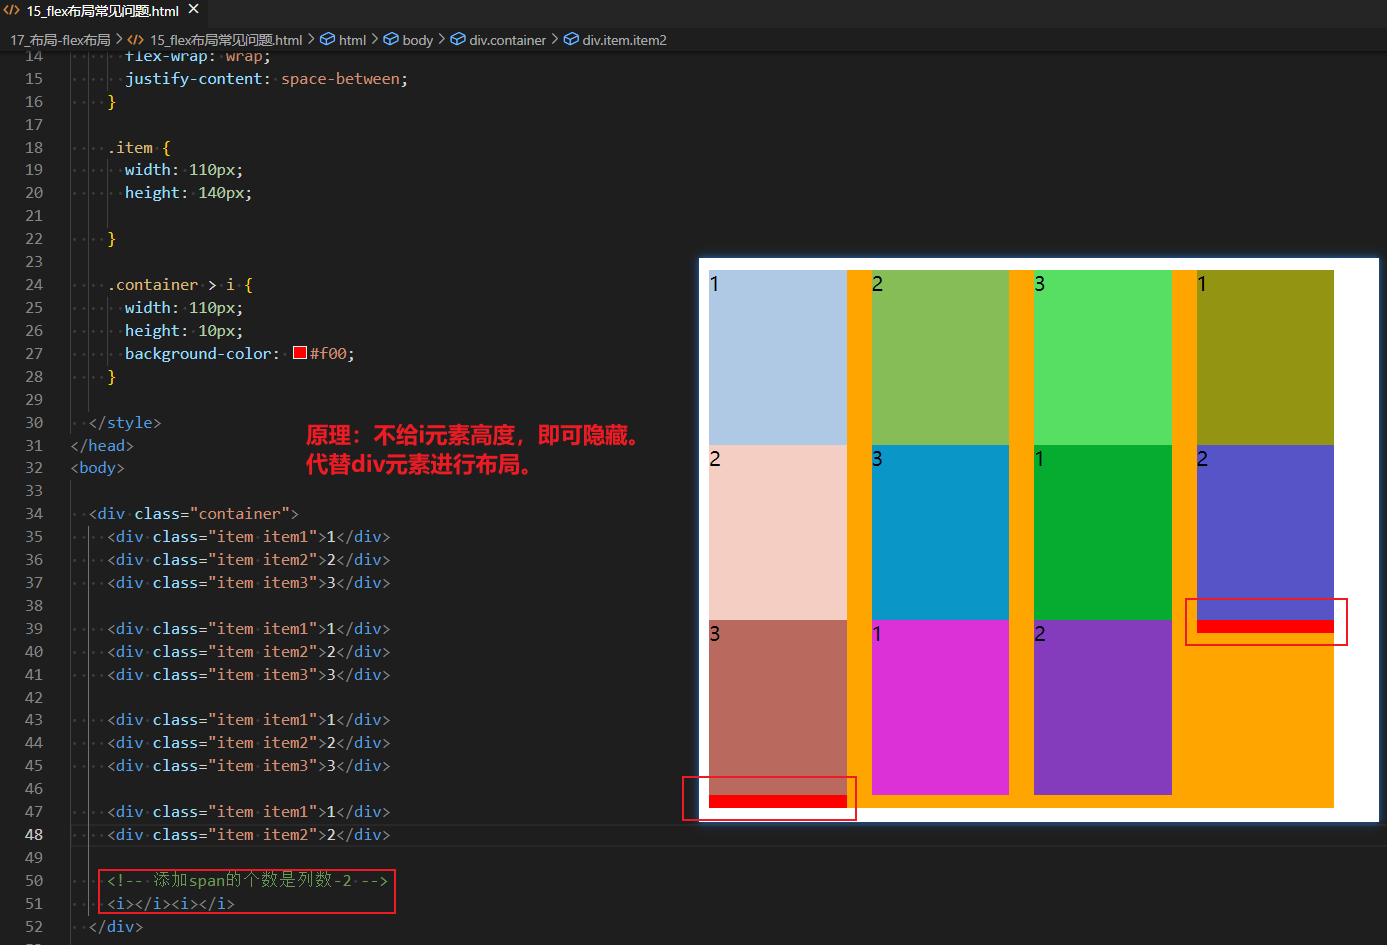 15_flex布局常见问题.html
17_布局-flex布局 > 15_flex布局常见问题.html > html > body > div.container > div.item.item2
14 flex-wrap: wrap;
15 justify-content: space-between;
16 }
17
18 .item {
19 width: 110px;
20 height: 140px;
21
22 }
23
24 .container > i {
25 width: 110px;
26 height: 10px;
27 background-color: #f00;
28 }
29
30 </style>
31 </head>
32 <body>
33
34 <div class="container">
35 <div class="item item1">1</div>
36 <div class="item item2">2</div>
37 <div class="item item3">3</div>
38
39 <div class="item item1">1</div>
40 <div class="item item2">2</div>
41 <div class="item item3">3</div>
42
43 <div class="item item1">1</div>
44 <div class="item item2">2</div>
45 <div class="item item3">3</div>
46
47 <div class="item item1">1</div>
48 <div class="item item2">2</div>
49
50 <!-- 添加span的个数是列数-2 -->
51 <i></i><i></i>
52 </div>
原理：不给i元素高度，即可隐藏。
代替div元素进行布局。
1 2 3 1
2 3 1 2
3 1 2